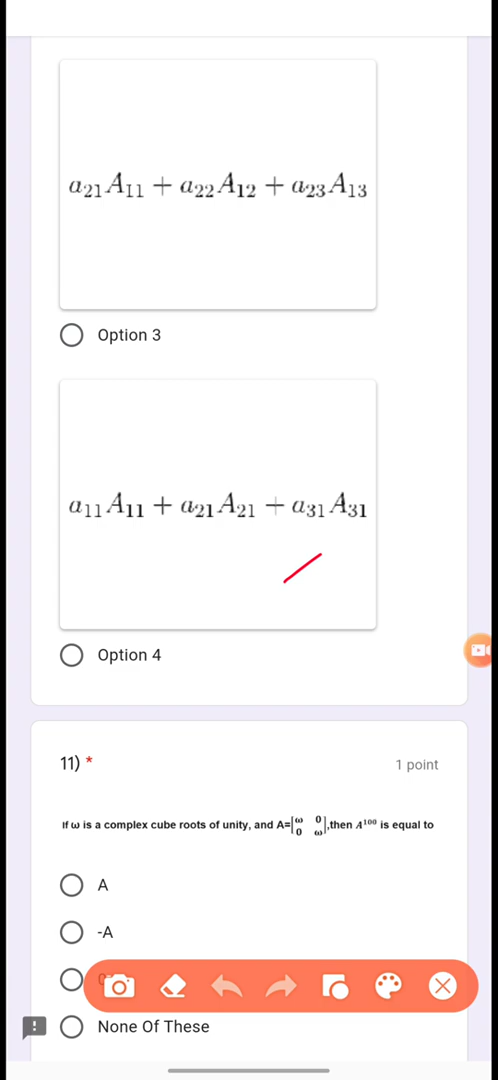 a₂₁A₁₁ + a₂₂A₁₂ + a₂₃A₁₃
Option 3
a₁₁A₁₁ + a₂₁A₂₁ + a₃₁A₃₁
Option 4
11) *
1 point
If ω is a complex cube roots of unity, and A=|ω 0 0 ω|,then A¹⁰⁰ is equal to
A
-A
None Of These